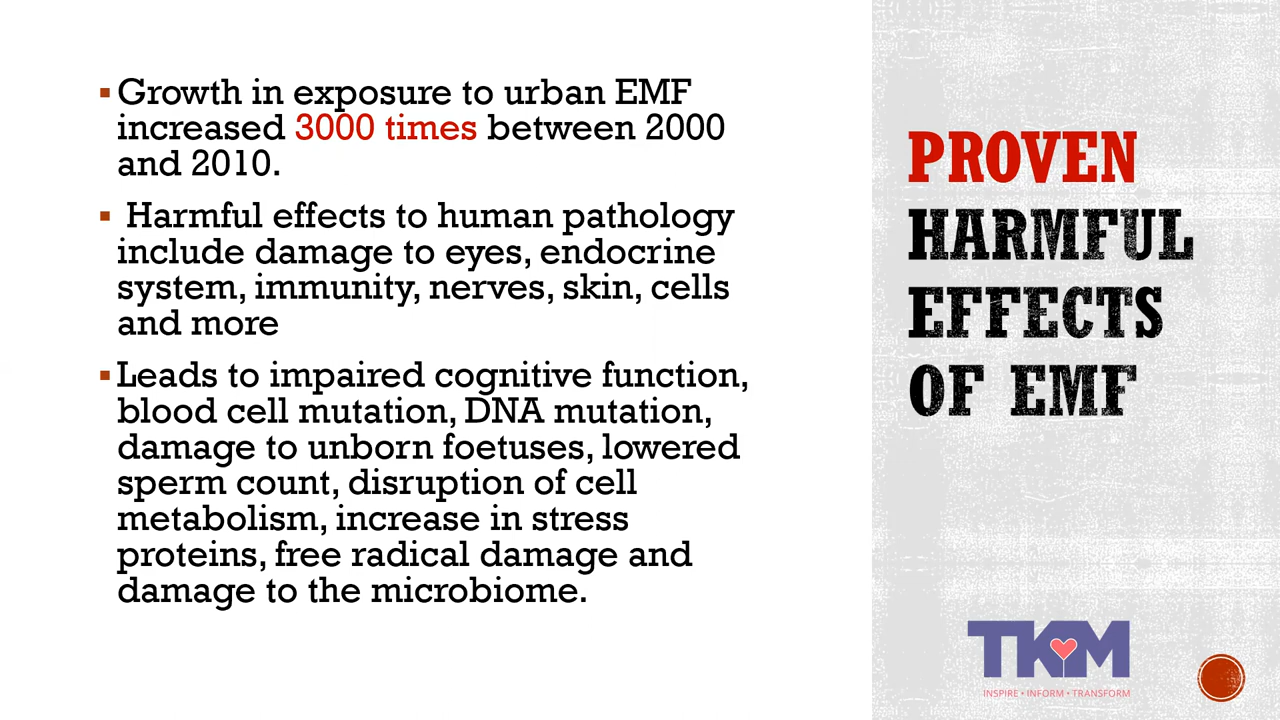 Growth in exposure to urban EMF
increased 3000 times between 2000
and 2010.
Harmful effects to human pathology
include damage to eyes, endocrine
system, immunity, nerves, skin, cells
and more
Leads to impaired cognitive function,
blood cell mutation, DNA mutation,
damage to unborn foetuses, lowered
sperm count, disruption of cell
metabolism, increase in stress
proteins, free radical damage and
damage to the microbiome.
PROVEN
HARMFUL
EFFECTS
OF EMF
TKM
INSPIRE • INFORM • TRANSFORM